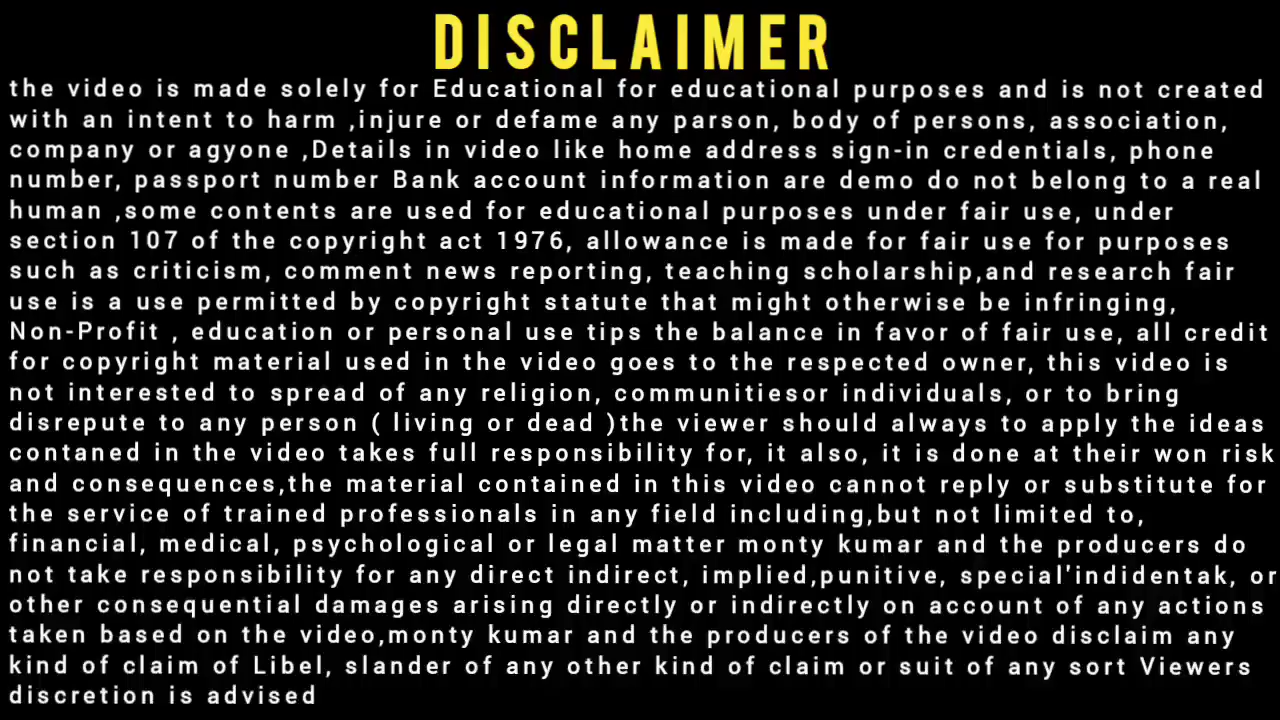 DISCLAIMER
the video is made solely for Educational for educational purposes and is not created
with an intent to harm ,injure or defame any parson, body of persons, association,
company or agyone ,Details in video like home address sign-in credentials, phone
number, passport number Bank account information are demo do not belong to a real
human ,some contents are used for educational purposes under fair use, under
section 107 of the copyright act 1976, allowance is made for fair use for purposes
such as criticism, comment news reporting, teaching scholarship,and research fair
use is a use permitted by copyright statute that might otherwise be infringing,
Non-Profit , education or personal use tips the balance in favor of fair use, all credit
for copyright material used in the video goes to the respected owner, this video is
not interested to spread of any religion, communitiesor individuals, or to bring
disrepute to any person ( living or dead )the viewer should always to apply the ideas
contaned in the video takes full responsibility for, it also, it is done at their won risk
and consequences,the material contained in this video cannot reply or substitute for
the service of trained professionals in any field including,but not limited to,
financial, medical, psychological or legal matter monty kumar and the producers do
not take responsibility for any direct indirect, implied,punitive, special'indidentak, or
other consequential damages arising directly or indirectly on account of any actions
taken based on the video,monty kumar and the producers of the video disclaim any
kind of claim of Libel, slander of any other kind of claim or suit of any sort Viewers
discretion is advised